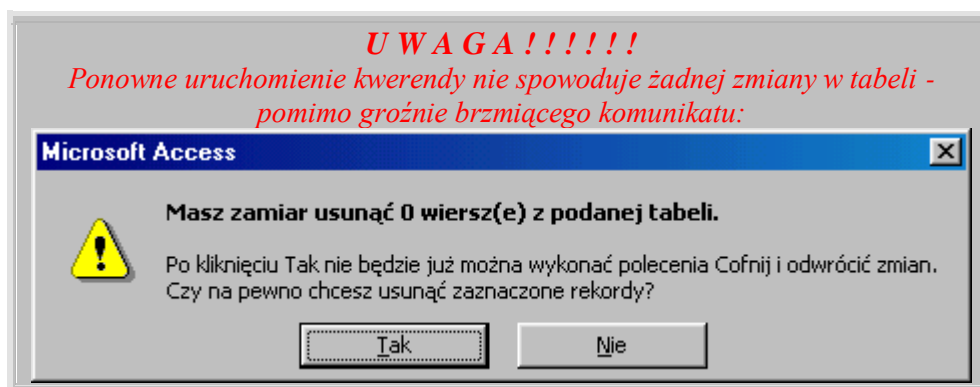 U W A G A ! ! ! ! ! !
Ponowne uruchomienie kwerendy nie spowoduje żadnej zmiany w tabeli -
pomimo groźnie brzmiącego komunikatu:
Microsoft Access
Masz zamiar usunąć 0 wiersz(e) z podanej tabeli.
Po kliknięciu Tak nie będzie już można wykonać polecenia Cofnij i odwrócić zmian.
Czy na pewno chcesz usunąć zaznaczone rekordy?
Tak Nie